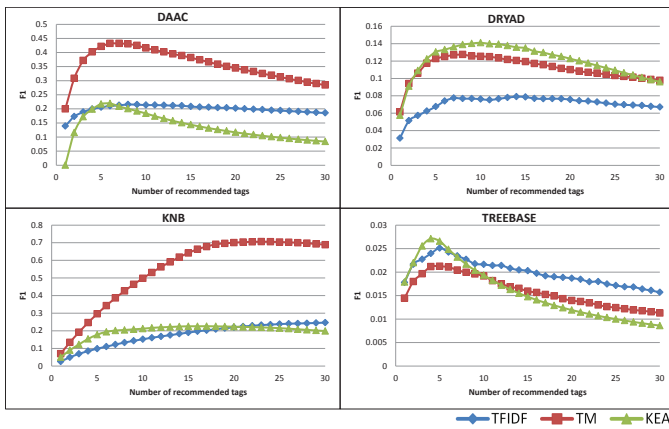 DAAC
0.5
0.45
0.4
0.35
0.3
0.25
0.2
0.15
0.1
0.05
0
F1
0 5 10 15 20 25 30
Number of recommended tags
DRYAD
0.16
0.14
0.12
0.1
0.08
0.06
0.04
0.02
0
F1
0 5 10 15 20 25 30
Number of recommended tags
KNB
0.8
0.7
0.6
0.5
0.4
0.3
0.2
0.1
0
F1
0 5 10 15 20 25 30
Number of recommended tags
TREEBASE
0.03
0.025
0.02
0.015
0.01
0.005
0
F1
0 5 10 15 20 25 30
Number of recommended tags
TFIDF TM KEA